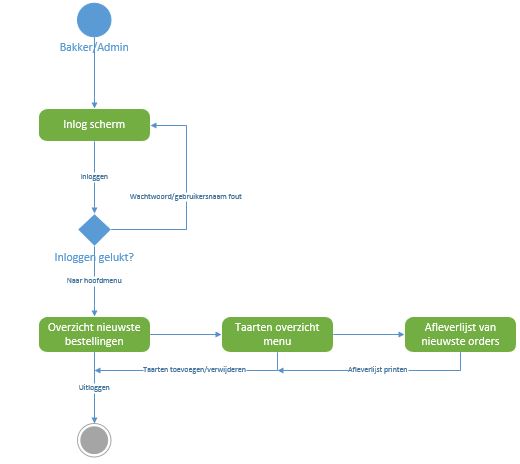 Bakker/Admin
Inlog scherm
Inloggen
Wachtwoord/gebruikersnaam fout
Inloggen gelukt?
Naar hoofdmenu
Overzicht nieuwste
bestellingen
Taarten overzicht
menu
Afleverlijst van
nieuwste orders
Taarten toevoegen/verwijderen
Afleverlijst printen
Uitloggen